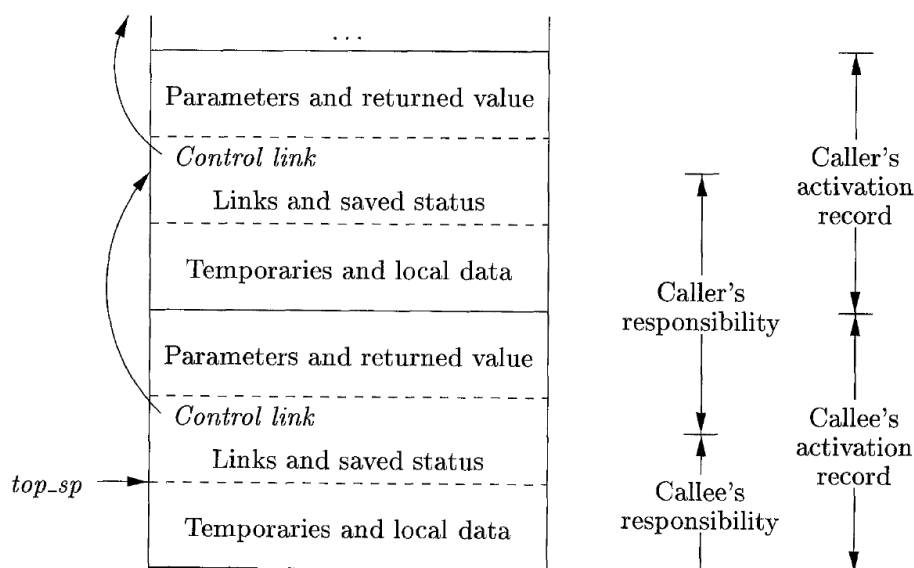 ...
Parameters and returned value
Control link
Links and saved status
Temporaries and local data
Parameters and returned value
Control link
Links and saved status
top_sp
Temporaries and local data
Caller's
responsibility
Callee's
responsibility
Caller's
activation
record
Callee's
activation
record